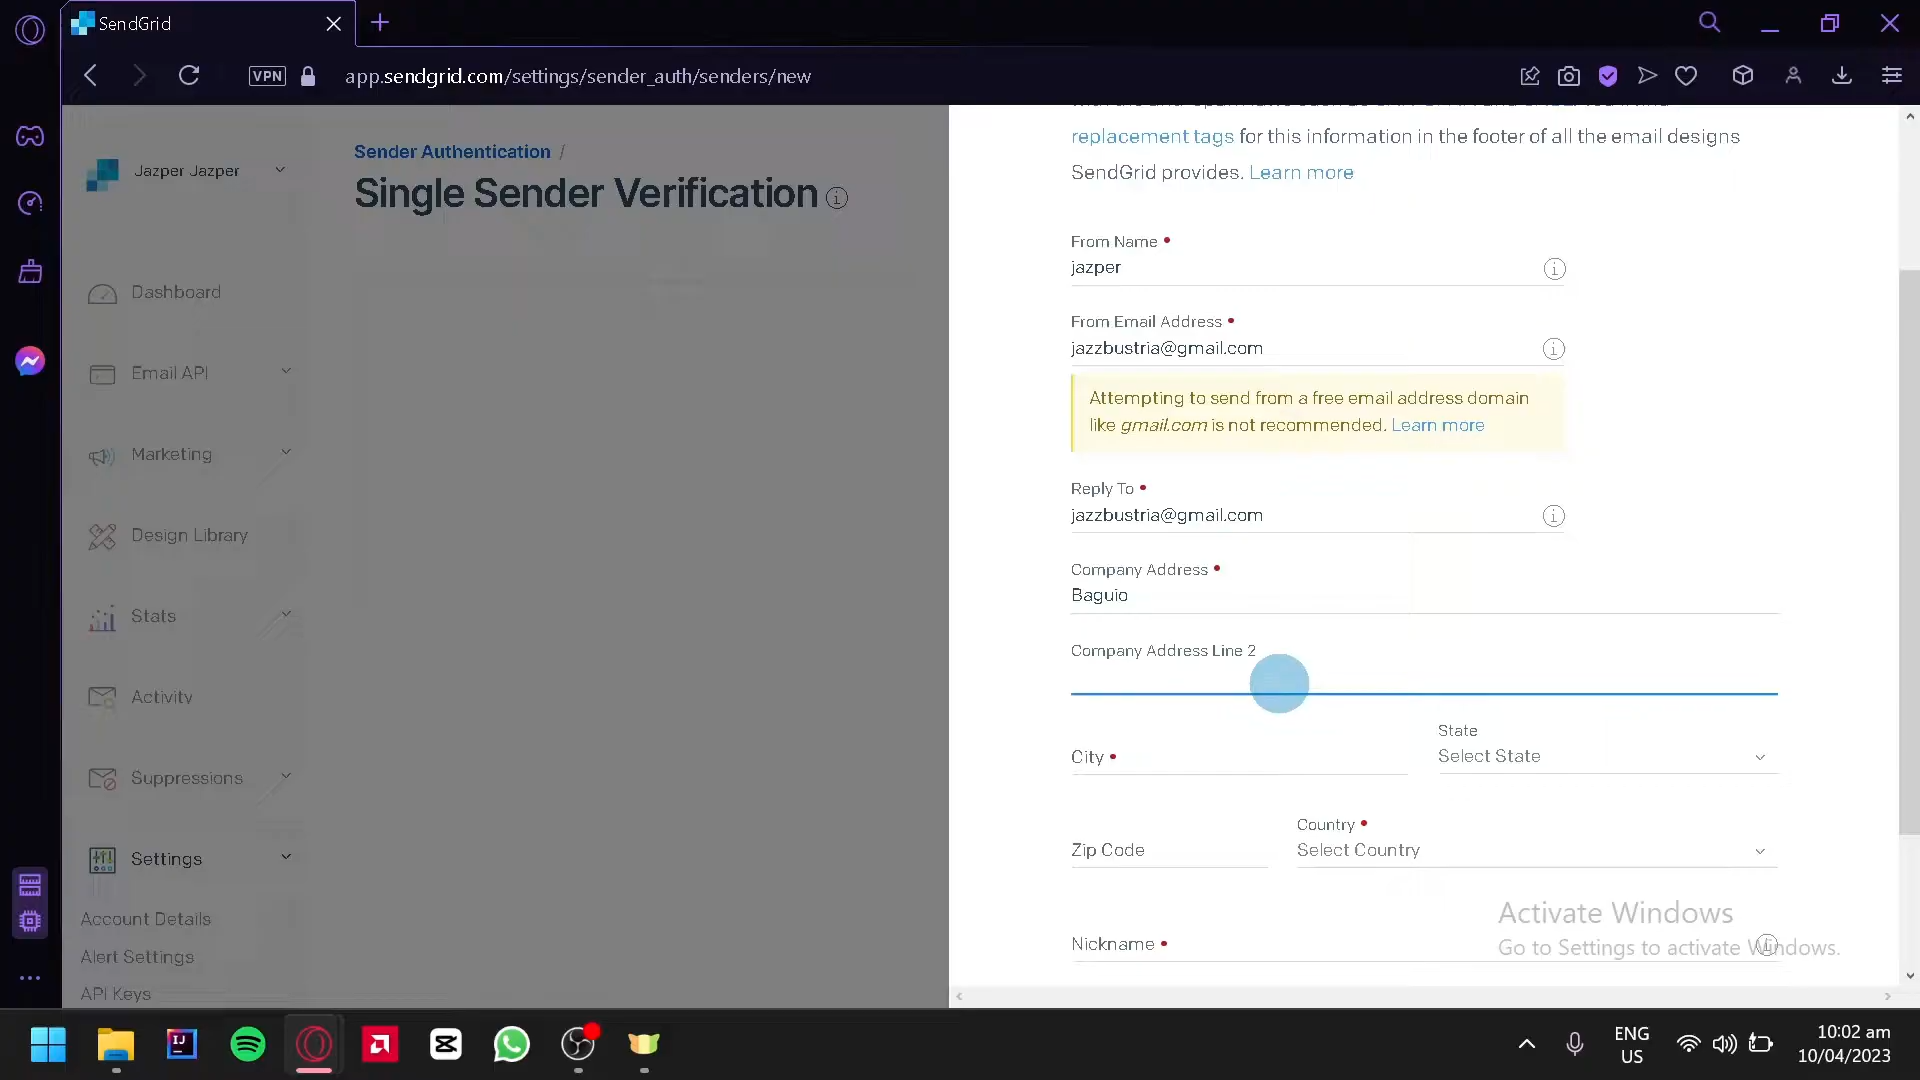 SendGrid
VPN
app.sendgrid.com/settings/sender_auth/senders/new
Jazper Jazper
Dashboard
Email API
Marketing
Design Library
Stats
Activity
Suppressions
Settings
Account Details
Alert Settings
API Keys
Sender Authentication /
Single Sender Verification
replacement tags for this information in the footer of all the email designs
SendGrid provides. Learn more
From Name •
jazper
From Email Address •
jazzbustria@gmail.com
Attempting to send from a free email address domain
like gmail.com is not recommended. Learn more
Reply To •
jazzbustria@gmail.com
Company Address •
Baguio
Company Address Line 2
City •
State
Select State
Zip Code
Country •
Select Country
Nickname •
Activate Windows
Go to Settings to activate Windows.
IJ
ENG
US
10:02 am
10/04/2023